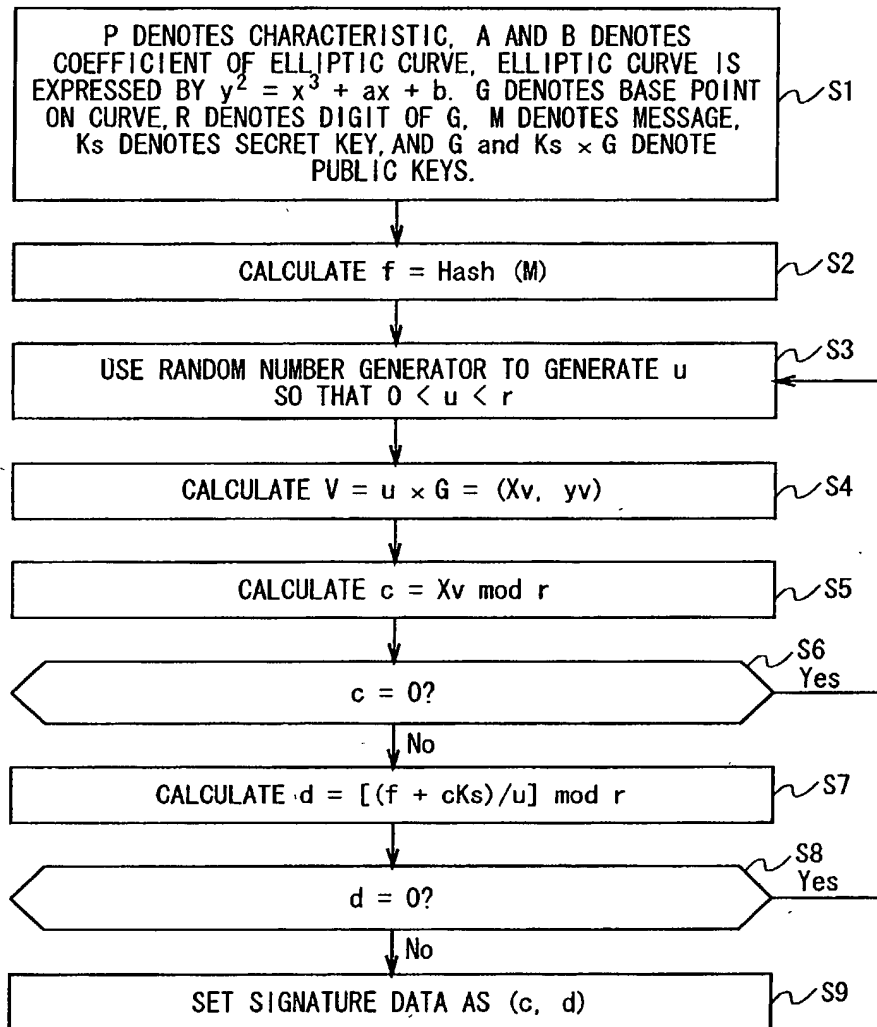 P DENOTES CHARACTERISTIC, A AND B DENOTES
COEFFICIENT OF ELLIPTIC CURVE, ELLIPTIC CURVE IS
EXPRESSED BY y² = x³ + ax + b. G DENOTES BASE POINT
ON CURVE, R DENOTES DIGIT OF G, M DENOTES MESSAGE,
Ks DENOTES SECRET KEY, AND G and Ks × G DENOTE
PUBLIC KEYS.
S1
CALCULATE f = Hash (M)
S2
USE RANDOM NUMBER GENERATOR TO GENERATE u
SO THAT 0 < u < r
S3
CALCULATE V = u × G = (Xv, yv)
S4
CALCULATE c = Xv mod r
S5
c = 0?
S6
Yes
No
CALCULATE d = [(f + cKs)/u] mod r
S7
d = 0?
S8
Yes
No
SET SIGNATURE DATA AS (c, d)
S9